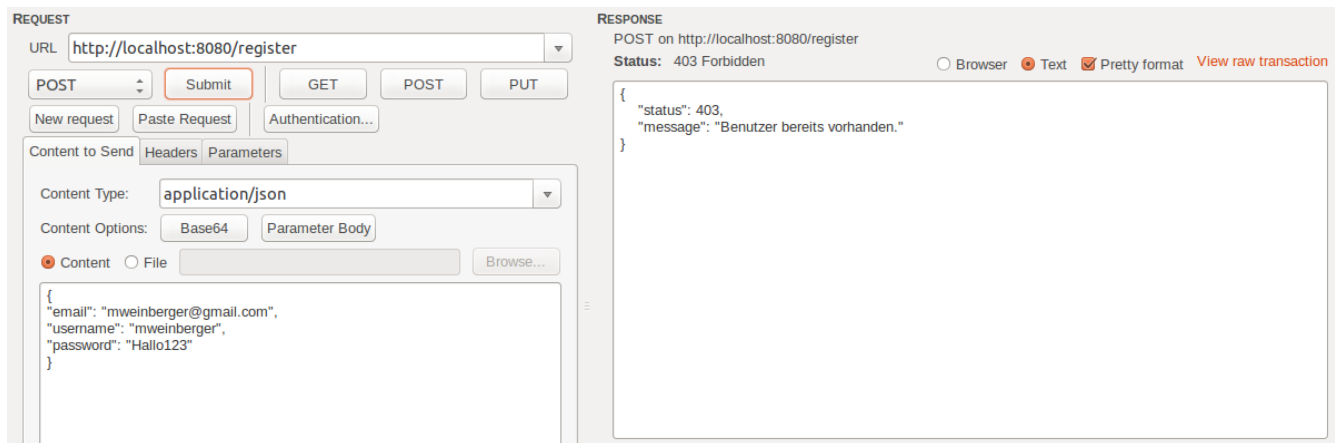 REQUEST
URL http://localhost:8080/register
POST Submit GET POST PUT
New request Paste Request Authentication...
Content to Send Headers Parameters
Content Type: application/json
Content Options: Base64 Parameter Body
Content File Browse...
{
"email": "mweinberger@gmail.com",
"username": "mweinberger",
"password": "Hallo123"
}
RESPONSE
POST on http://localhost:8080/register
Status: 403 Forbidden Browser Text Pretty format View raw transaction
{
"status": 403,
"message": "Benutzer bereits vorhanden."
}